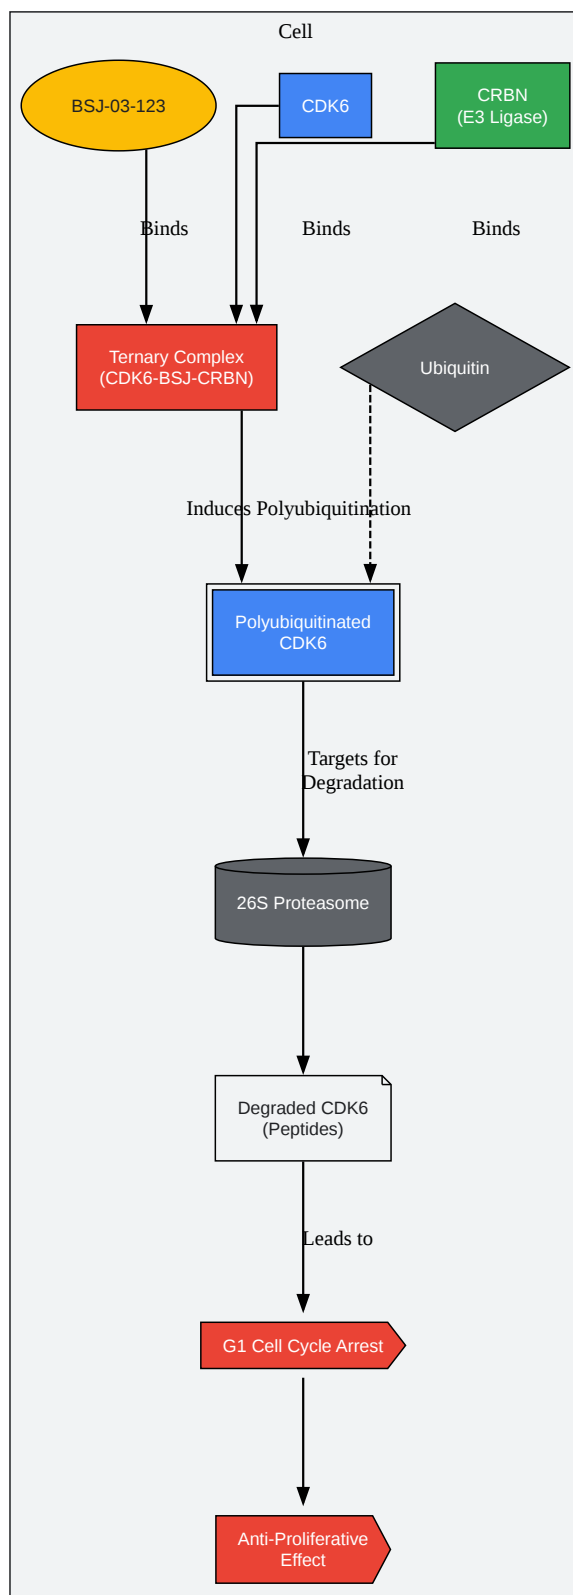 Cell
BSJ-03-123
CDK6
CRBN
(E3 Ligase)
Binds
Binds
Binds
Ternary Complex
(CDK6-BSJ-CRBN)
Ubiquitin
Induces Polyubiquitination
Polyubiquitinated
CDK6
Targets for
Degradation
26S Proteasome
Degraded CDK6
(Peptides)
Leads to
G1 Cell Cycle Arrest
Anti-Proliferative
Effect